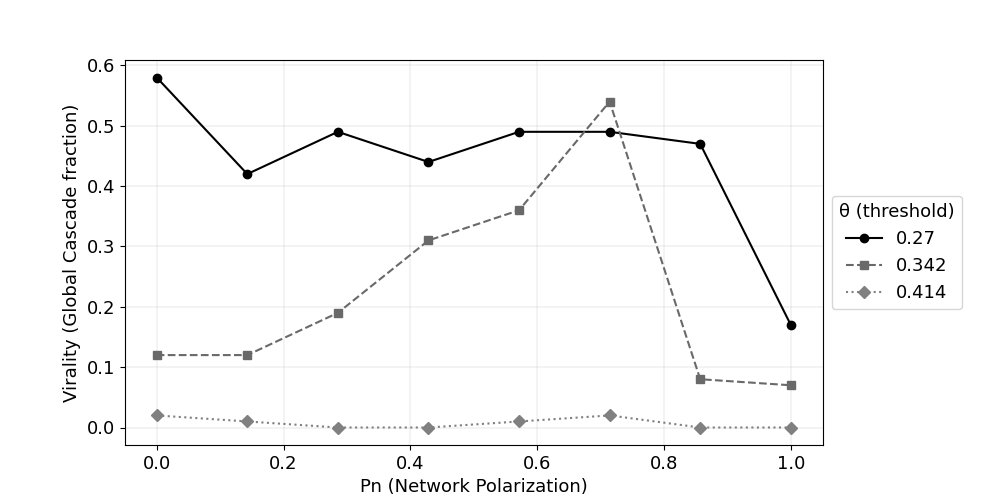 0.6
0.5
0.4
0.3
0.2
0.1
0.0
Virality (Global Cascade fraction)
0.0 0.2 0.4 0.6 0.8 1.0
Pn (Network Polarization)
θ (threshold)
0.27
0.342
0.414